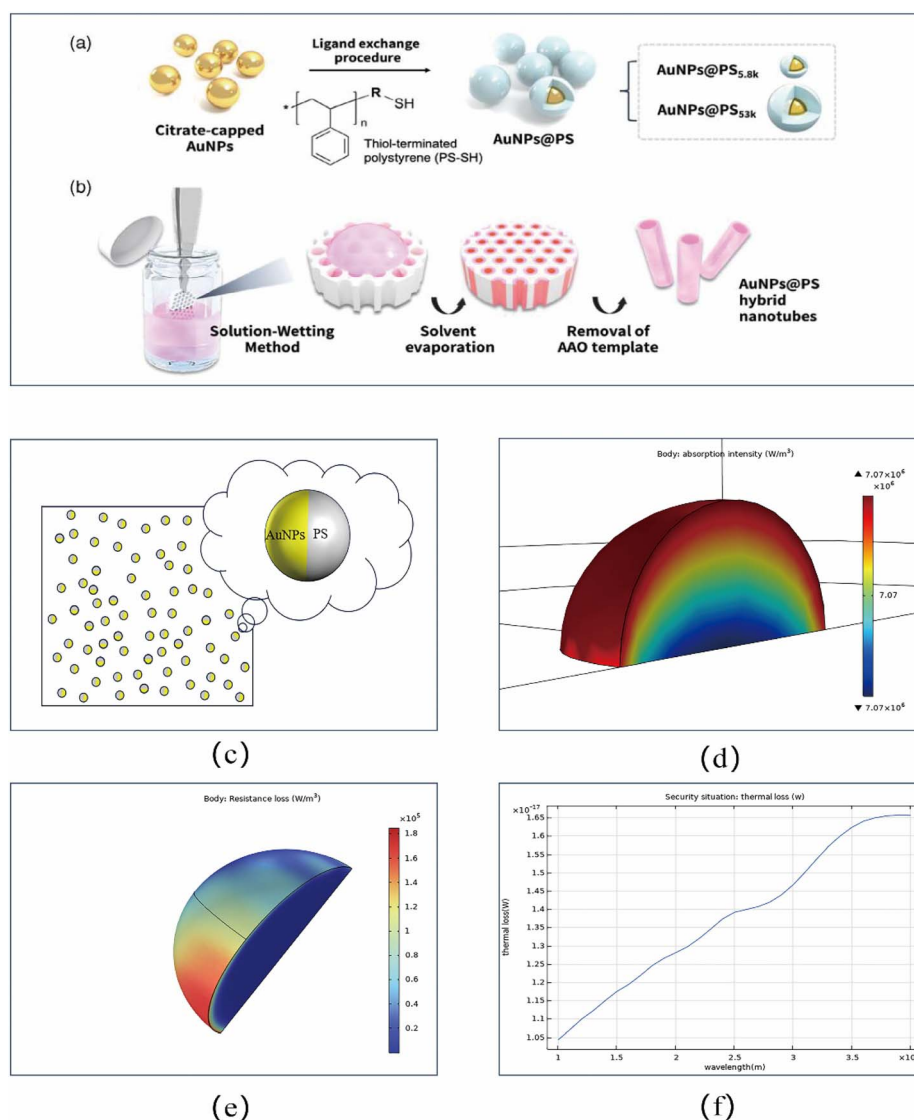 (a)
Citrate-capped
AuNPs
Ligand exchange
procedure
*
n
R
SH
Thiol-terminated
polystyrene (PS-SH)
AuNPs@PS
AuNPs@PS5.8k
AuNPs@PS53k
(b)
Solution-Wetting
Method
Solvent
evaporation
Removal of
AAO template
AuNPs@PS
hybrid
nanotubes
AuNPs
PS
(c)
Body: absorption intensity (W/m³)
▲ 7.07×10⁶
×10⁶
7.07
▼ 7.07×10⁶
(d)
Body: Resistance loss (W/m³)
×10⁵
1.8
1.6
1.4
1.2
1
0.8
0.6
0.4
0.2
(e)
Security situation: thermal loss (w)
×10⁻¹⁷
1.65
1.6
1.55
1.5
1.45
1.4
1.35
1.3
1.25
1.2
1.15
1.1
1.05
thermal loss(W)
1
1.5
2
2.5
3
3.5
wavelength(m)
(f)